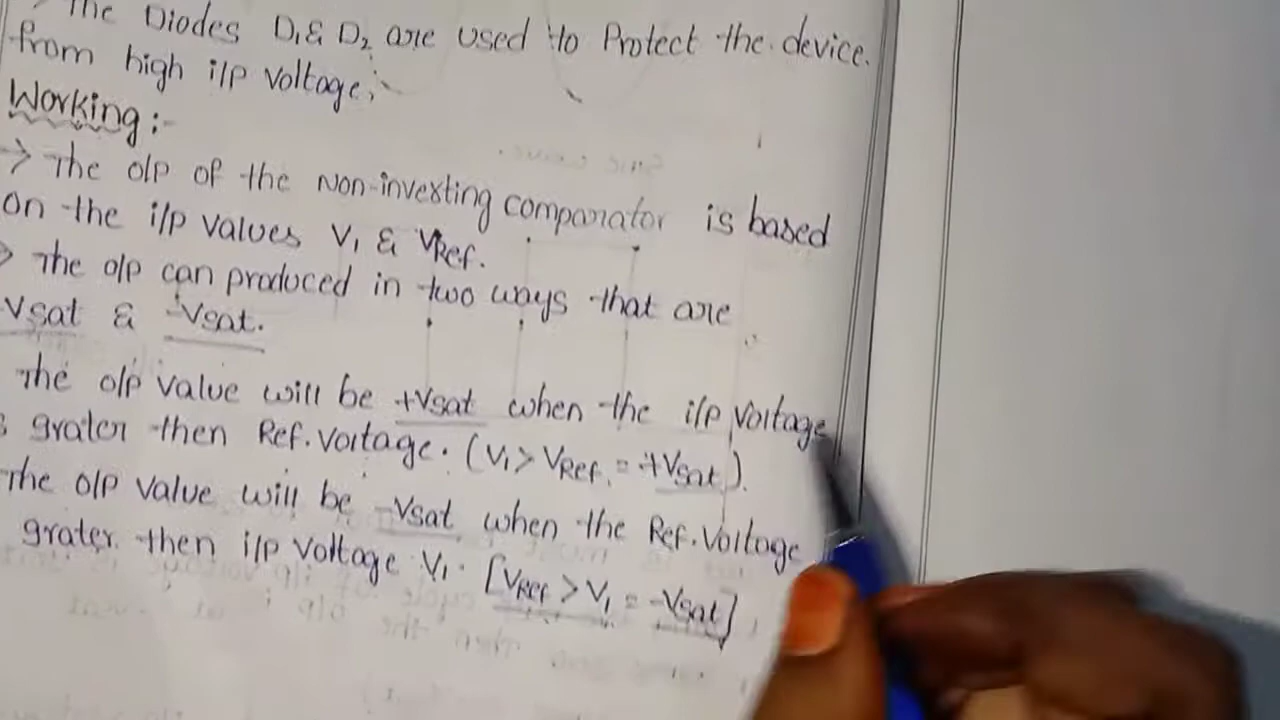 The Diodes D1 & D2 are used to Protect the device.
from high i/p voltage;
Working :-
→ The o/p of the Non-inverting comparator is based
on the i/p values V1 & VRef.
> The o/p can produced in two ways that are
Vsat & -Vsat.
The o/p value will be +Vsat when the i/p voltage
grater then Ref. voltage. (V1 > VRef. = +Vsat).
The o/p value will be -Vsat when the Ref. Voltage
grater then i/p voltage V1. [VRef > V1 = -Vsat]